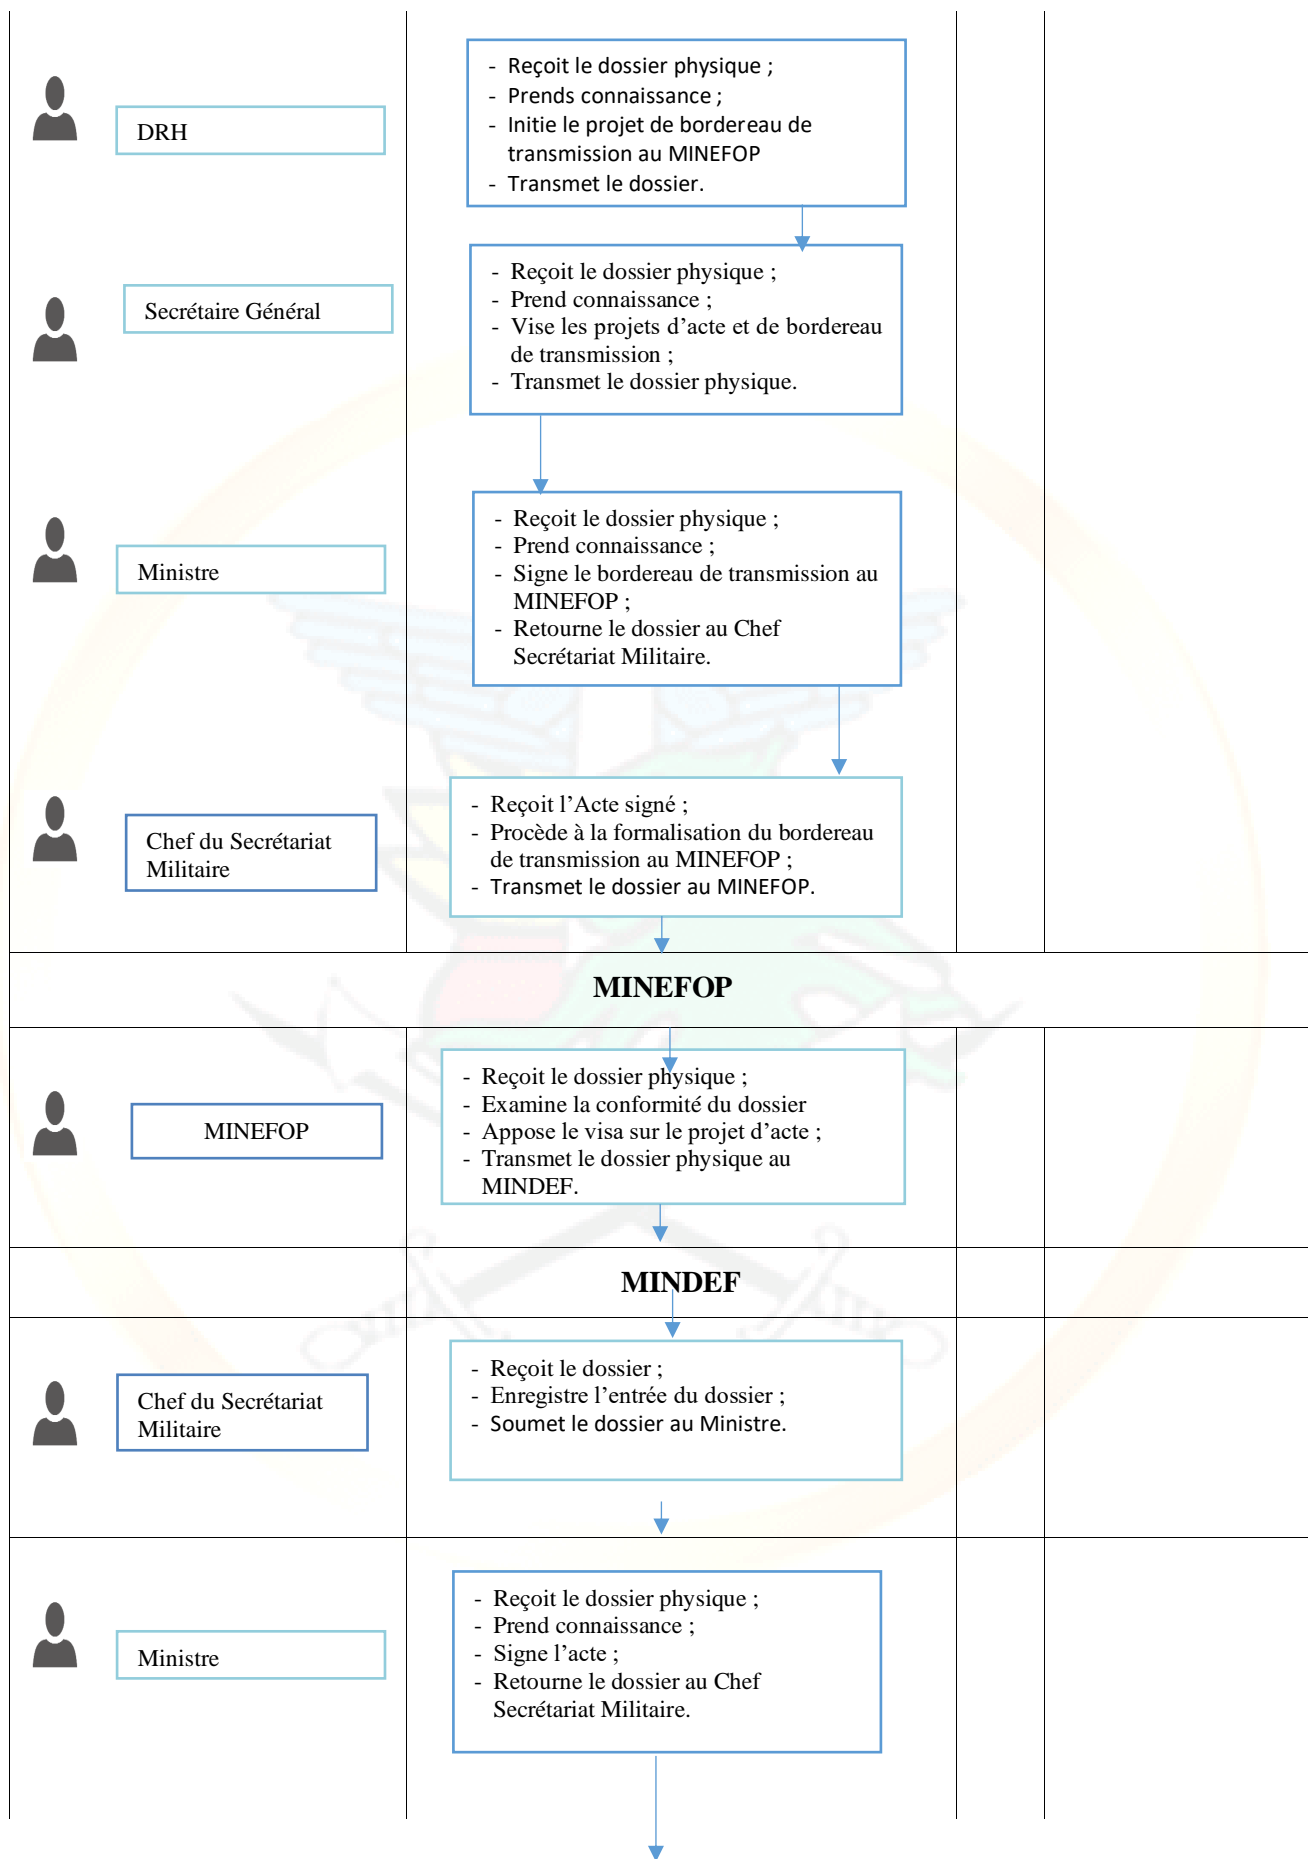 DRH
- Reçoit le dossier physique ;
- Prends connaissance ;
- Initie le projet de bordereau de
transmission au MINEFOP
- Transmet le dossier.
Secrétaire Général
- Reçoit le dossier physique ;
- Prend connaissance ;
- Vise les projets d’acte et de bordereau
de transmission ;
- Transmet le dossier physique.
Ministre
- Reçoit le dossier physique ;
- Prend connaissance ;
- Signe le bordereau de transmission au
MINEFOP ;
- Retourne le dossier au Chef
Secrétariat Militaire.
Chef du Secrétariat
Militaire
- Reçoit l’Acte signé ;
- Procède à la formalisation du bordereau
de transmission au MINEFOP ;
- Transmet le dossier au MINEFOP.
MINEFOP
MINEFOP
- Reçoit le dossier physique ;
- Examine la conformité du dossier
- Appose le visa sur le projet d’acte ;
- Transmet le dossier physique au
MINDEF.
MINDEF
Chef du Secrétariat
Militaire
- Reçoit le dossier ;
- Enregistre l’entrée du dossier ;
- Soumet le dossier au Ministre.
Ministre
- Reçoit le dossier physique ;
- Prend connaissance ;
- Signe l’acte ;
- Retourne le dossier au Chef
Secrétariat Militaire.